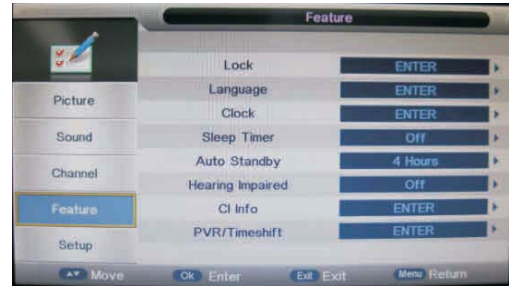 Feature
Picture
Sound
Channel
Feature
Setup
Lock ENTER
Language ENTER
Clock ENTER
Sleep Timer Off
Auto Standby 4 Hours
Hearing Impaired Off
CI Info ENTER
PVR/Timeshift ENTER
Move Ok Enter Exit Exit Menu Return